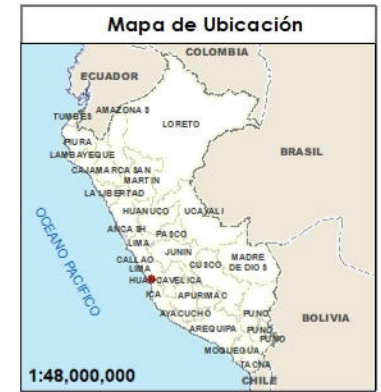 Mapa de Ubicación
COLOMBIA
ECUADOR
AMAZONAS
TUMBES
LORETO
PIURA
LAMBAYEQUE
BRASIL
CAJAMARCA SAN
MARTIN
LA LIBERTAD
HUANUCO UCAYALI
ANCASH
PASCO
LIMA
OCEANO PACIFICO
JUNIN
CALLAO
LIMA
CUSCO
MADRE
DE DIOS
HUANCAVELICA
ICA
APURIMAC
AYACUCHO
PUNO
BOLIVIA
AREQUIPA
PUNO
PUNO
MOQUEGUA
TACNA
1:48,000,000
CHILE